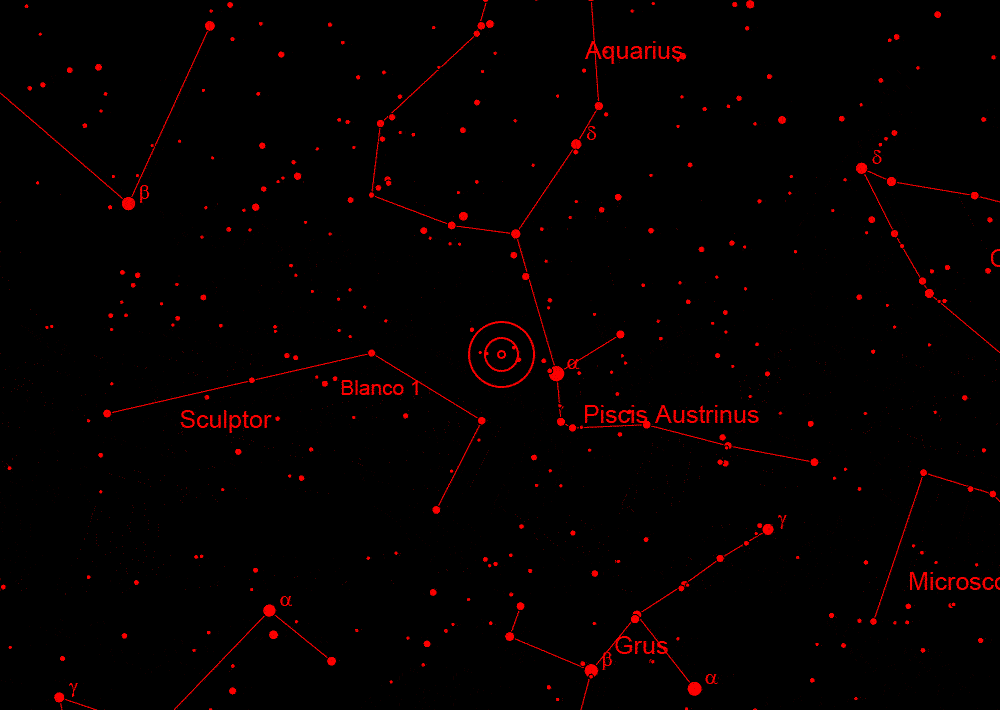 Aquarius
δ
δ
β
C
α
Blanco 1
Sculptor
Piscis Austrinus
γ
Microsco
α
Grus
β
α
γ